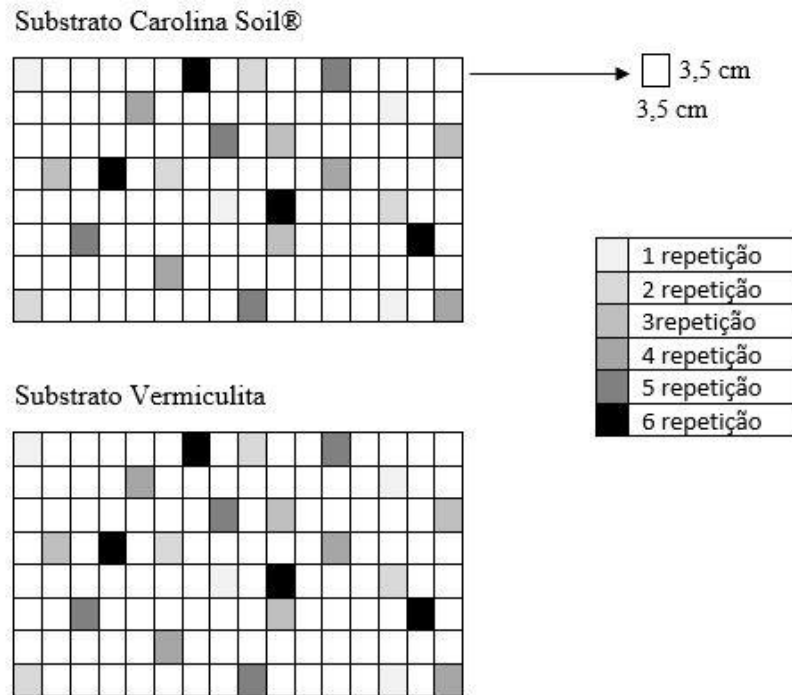 Substrato Carolina Soil®
3,5 cm
3,5 cm
1 repetição
2 repetição
3repetição
4 repetição
5 repetição
6 repetição
Substrato Vermiculita